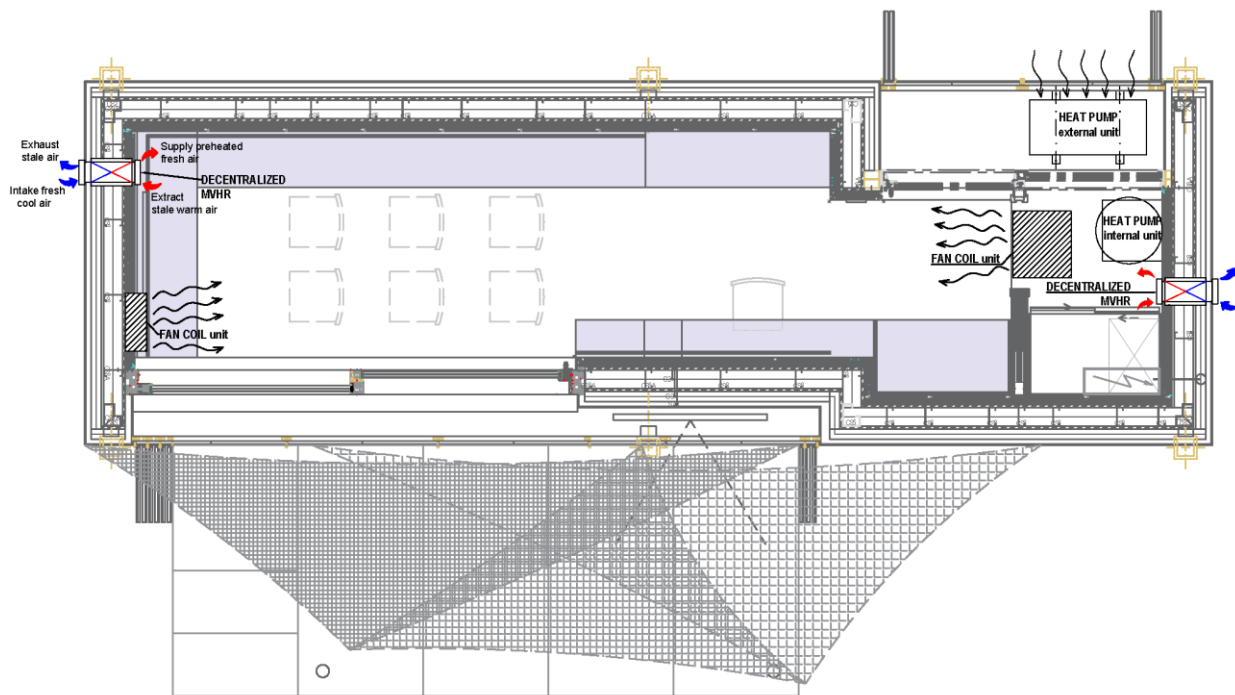 HEAT PUMP
external unit
Exhaust
stale air
Supply preheated
fresh air
Intake fresh
cool air
DECENTRALIZED
MVHR
Extract
stale warm air
HEAT PUMP
internal unit
FAN COIL unit
DECENTRALIZED
MVHR
FAN COIL unit